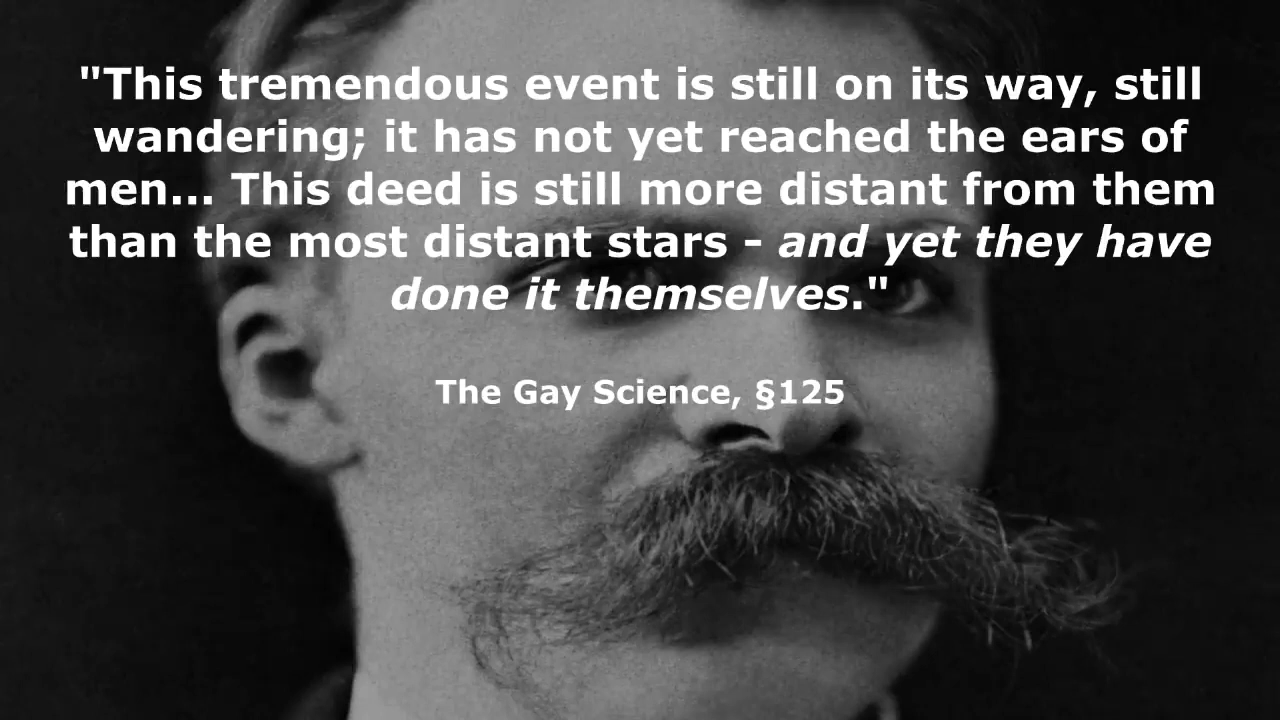 "This tremendous event is still on its way, still
wandering; it has not yet reached the ears of
men... This deed is still more distant from them
than the most distant stars - and yet they have
done it themselves."
The Gay Science, §125